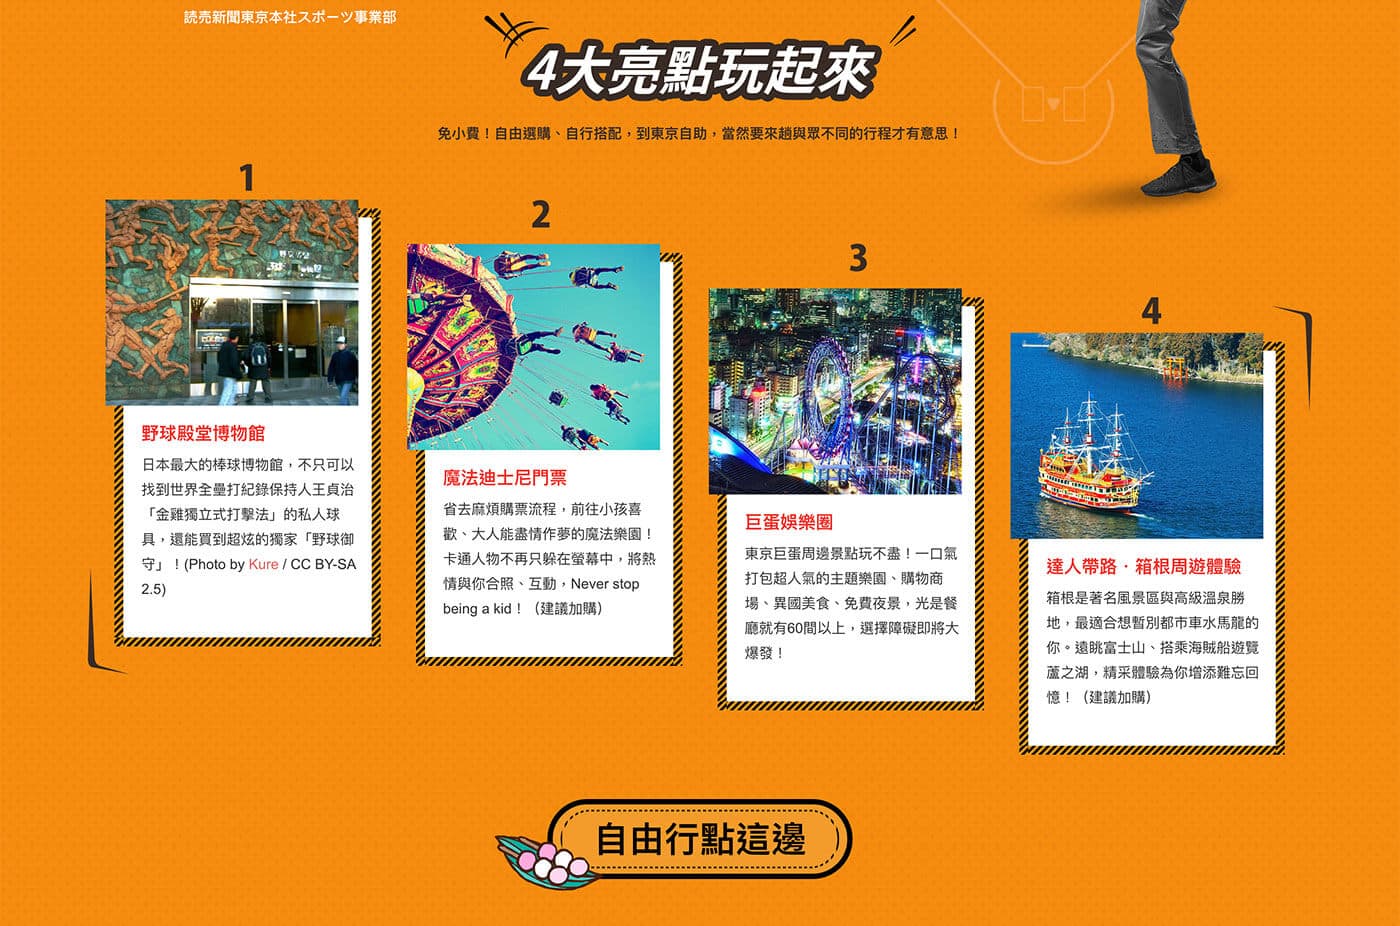 読売新聞東京本社スポーツ事業部
4大亮點玩起來
免小費！自由選購、自行搭配，到東京自助，當然要來趟與眾不同的行程才有意思！
1
野球殿堂博物館
日本最大的棒球博物館，不只可以
找到世界全壘打紀錄保持人王貞治
「金雞獨立式打擊法」的私人球
具，還能買到超炫的獨家「野球御
守」！(Photo by Kure / CC BY-SA
2.5)
2
魔法迪士尼門票
省去麻煩購票流程，前往小孩喜
歡、大人能盡情作夢的魔法樂園！
卡通人物不再只躲在螢幕中，將熱
情與你合照、互動，Never stop
being a kid！（建議加購）
3
巨蛋娛樂圈
東京巨蛋周邊景點玩不盡！一口氣
打包超人氣的主題樂園、購物商
場、異國美食、免費夜景，光是餐
廳就有60間以上，選擇障礙即將大
爆發！
4
達人帶路．箱根周遊體驗
箱根是著名風景區與高級溫泉勝
地，最適合想暫別都市車水馬龍的
你。遠眺富士山、搭乘海賊船遊覽
蘆之湖，精采體驗為你增添難忘回
憶！（建議加購）
自由行點這邊